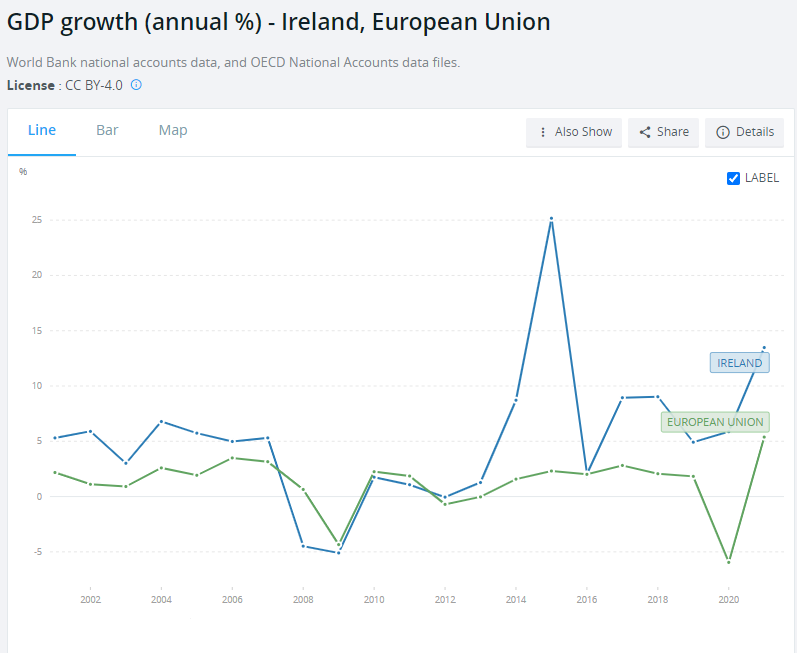 GDP growth (annual %) - Ireland, European Union
World Bank national accounts data, and OECD National Accounts data files.
License : CC BY-4.0
Line Bar Map Also Show Share Details
%
LABEL
25
20
15
IRELAND
10
EUROPEAN UNION
5
0
-5
2002 2004 2006 2008 2010 2012 2014 2016 2018 2020